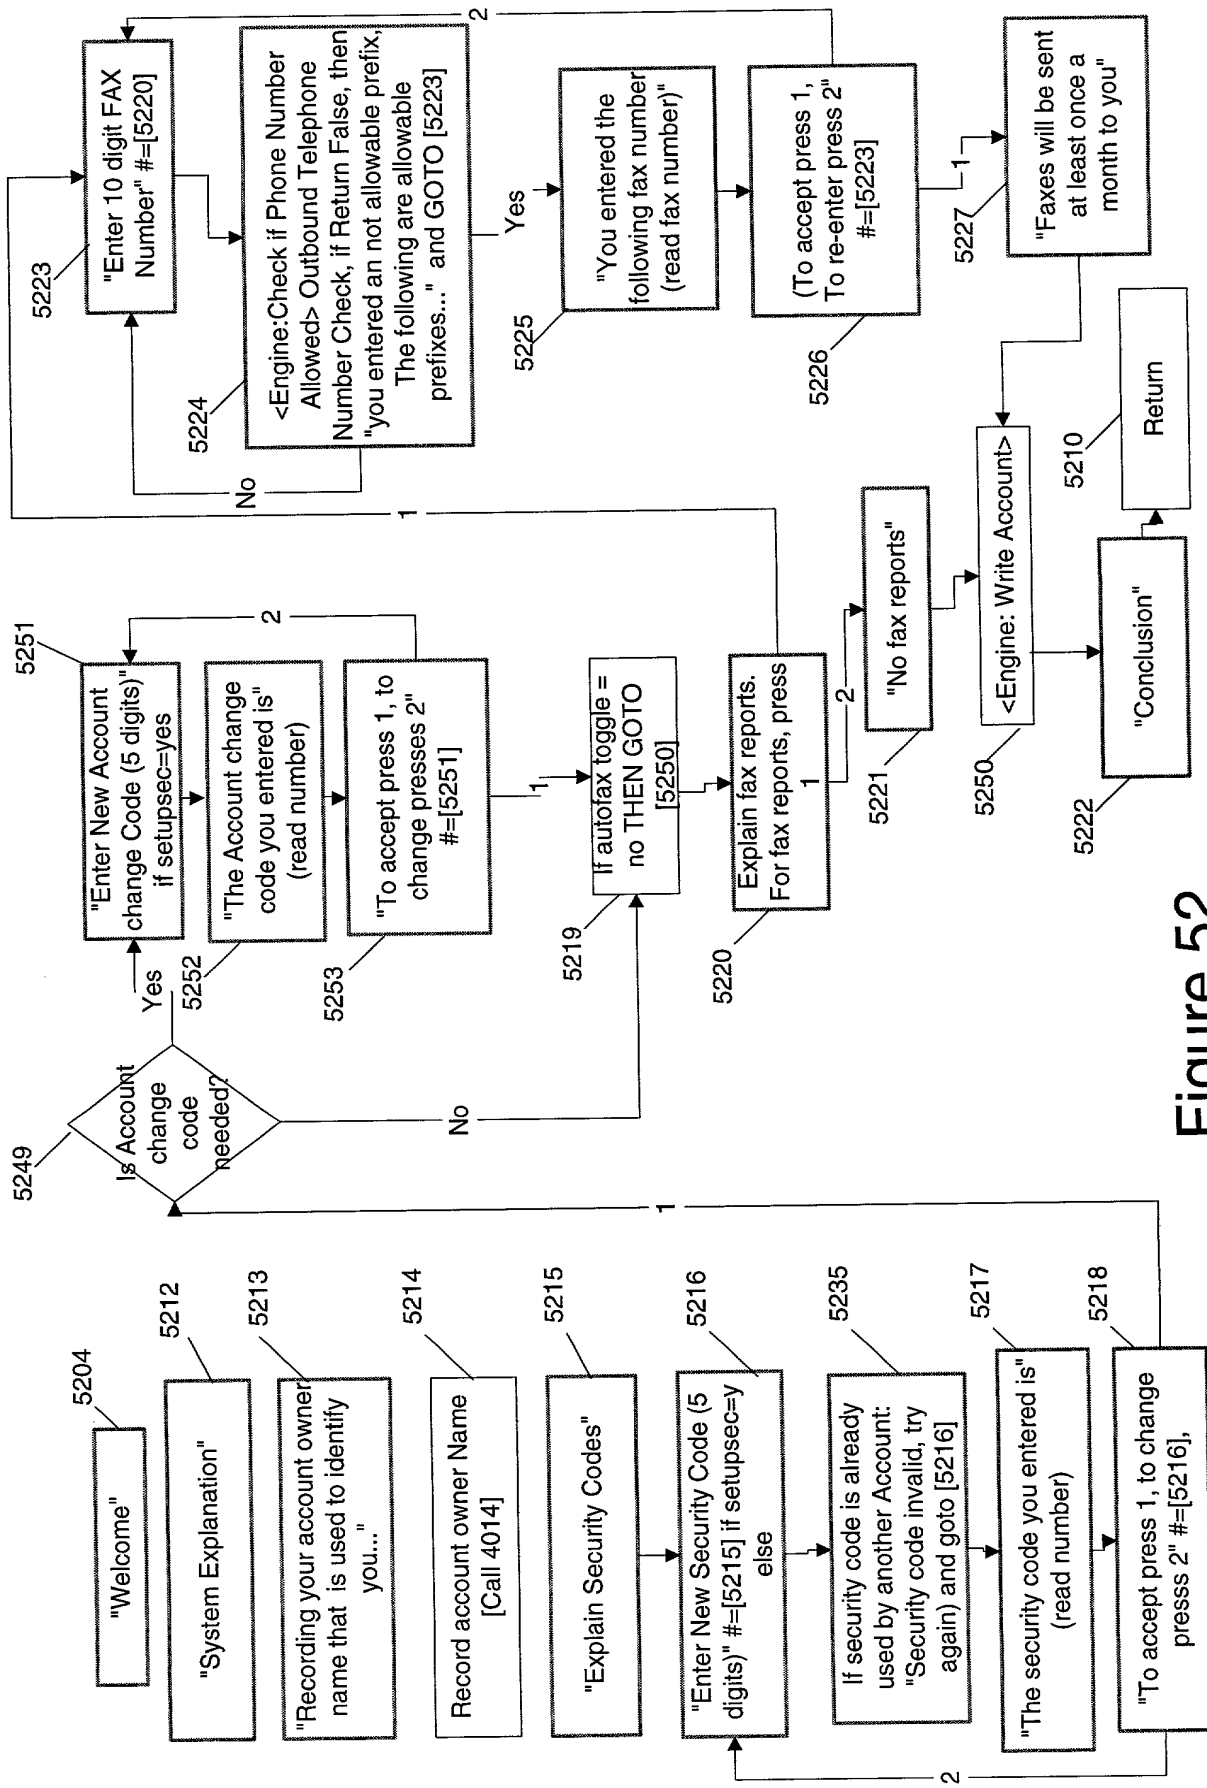 5204
"Welcome"
5212
"System Explanation"
5213
"Recording your account owner
name that is used to identify
you..."
5214
Record account owner Name
[Call 4014]
5215
"Explain Security Codes"
5216
"Enter New Security Code (5
digits)" #=[5215] if setupsec=y
else
5235
If security code is already
used by another Account:
"Security code invalid, try
again) and goto [5216]
5217
"The security code you entered is"
(read number)
5218
"To accept press 1, to change
presss 2" #=[5216],
2
1
5249
Is Account
change
code
needed?
Yes
No
5251
"Enter New Account
change Code (5 digits)"
if setupsec=yes
5252
"The Account change
code you entered is"
(read number)
5253
"To accept press 1, to
change presses 2"
#=[5251]
2
1
5219
If autofax toggle =
no THEN GOTO
[5250]
5220
Explain fax reports.
For fax reports, press
1
1
2
5221
"No fax reports"
5250
<Engine: Write Account>
5222
"Conclusion"
5210
Return
5223
"Enter 10 digit FAX
Number" #=[5220]
5224
<Engine:Check if Phone Number
Allowed> Outbound Telephone
Number Check, if Return False, then
"you entered an not allowable prefix,
The following are allowable
prefixes..." and GOTO [5223]
No
Yes
5225
"You entered the
following fax number
(read fax number)"
5226
(To accept press 1,
To re-enter press 2"
#=[5223]
2
1
5227
"Faxes will be sent
at least once a
month to you"
Figure 52